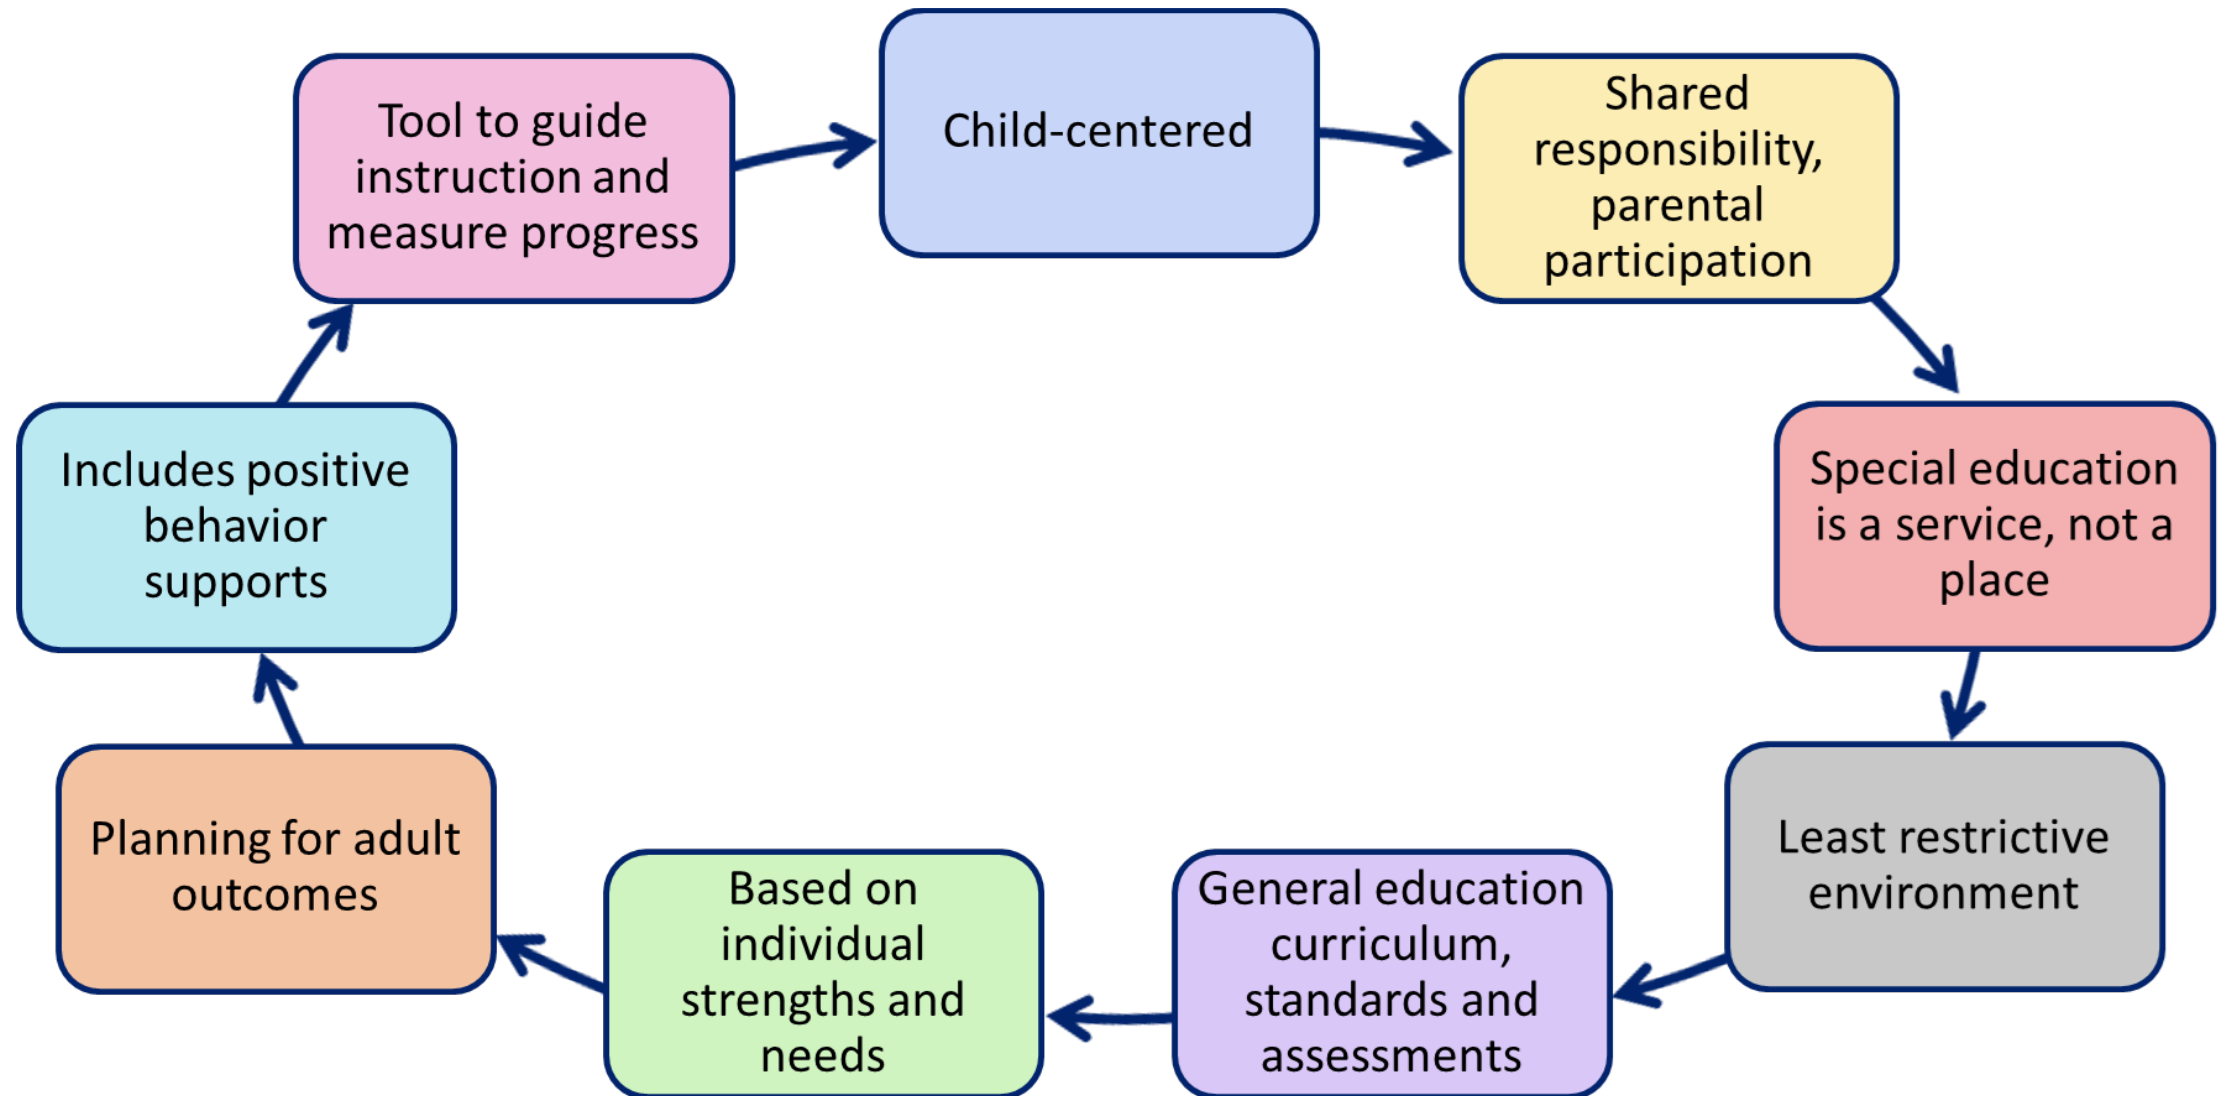 Child-centered
Shared
responsibility,
parental
participation
Special education
is a service, not a
place
Least restrictive
environment
General education
curriculum,
standards and
assessments
Based on
individual
strengths and
needs
Planning for adult
outcomes
Includes positive
behavior
supports
Tool to guide
instruction and
measure progress